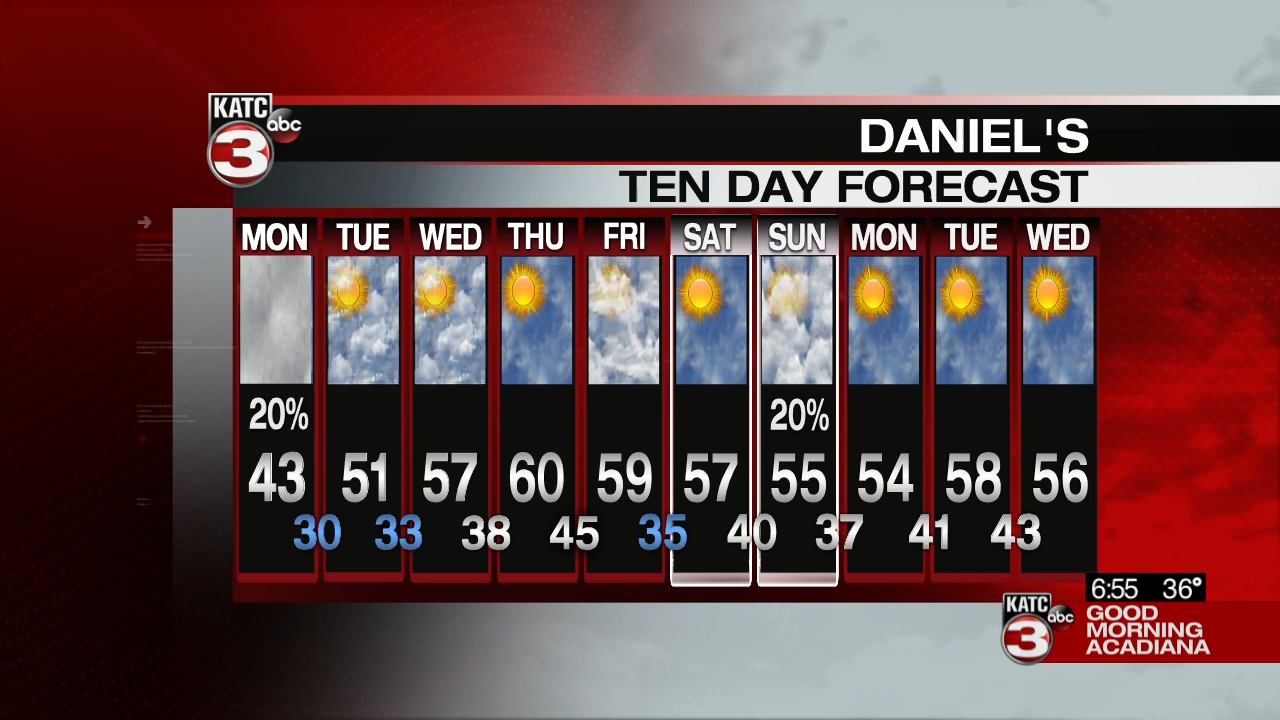 KATC
abc
3
DANIEL'S
TEN DAY FORECAST
MON TUE WED THU FRI SAT SUN MON TUE WED
20% 20%
43 51 57 60 59 57 55 54 58 56
30 33 38 45 35 40 37 41 43
6:55 36°
KATC
abc
3
GOOD
MORNING
ACADIANA